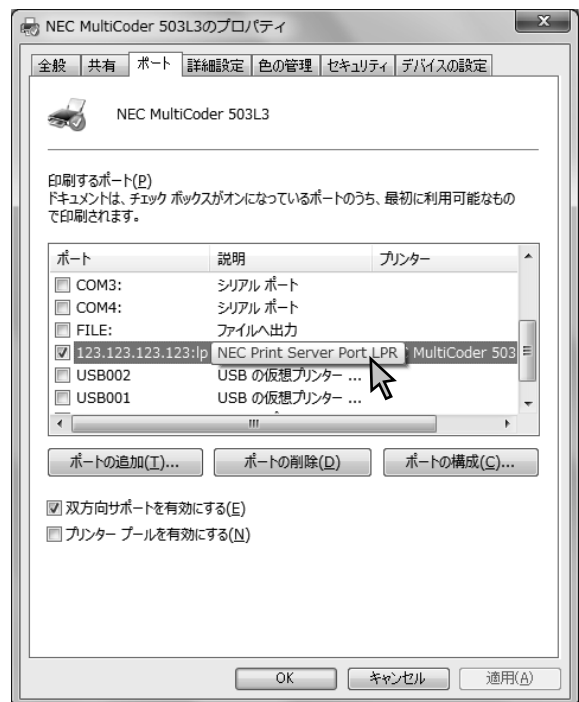 NEC MultiCoder 503L3のプロパティ
全般 共有 ポート 詳細設定 色の管理 セキュリティ デバイスの設定
NEC MultiCoder 503L3
印刷するポート(P)
ドキュメントは、チェック ボックスがオンになっているポートのうち、最初に利用可能なもの
で印刷されます。
ポート 説明 プリンター
COM3: シリアル ポート
COM4: シリアル ポート
FILE: ファイルへ出力
123.123.123.123:lp NEC Print Server Port LPR MultiCoder 503
USB002 USB の仮想プリンター ...
USB001 USB の仮想プリンター ...
ポートの追加(T)... ポートの削除(D) ポートの構成(C)...
双方向サポートを有効にする(E)
プリンター プールを有効にする(N)
OK キャンセル 適用(A)